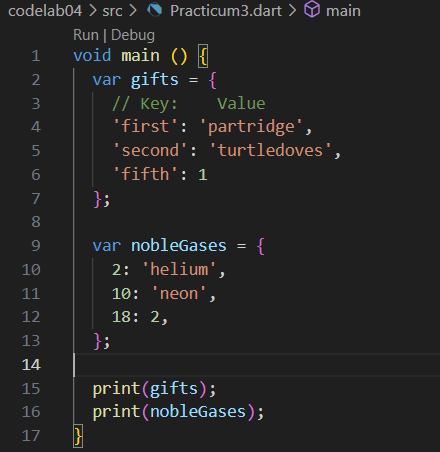 codelab04 > src > Practicum3.dart > main
Run | Debug
1 void main () {
2 var gifts = {
3 // Key:    Value
4 'first': 'partridge',
5 'second': 'turtledoves',
6 'fifth': 1
7 };
8
9 var nobleGases = {
10 2: 'helium',
11 10: 'neon',
12 18: 2,
13 };
14
15 print(gifts);
16 print(nobleGases);
17 }